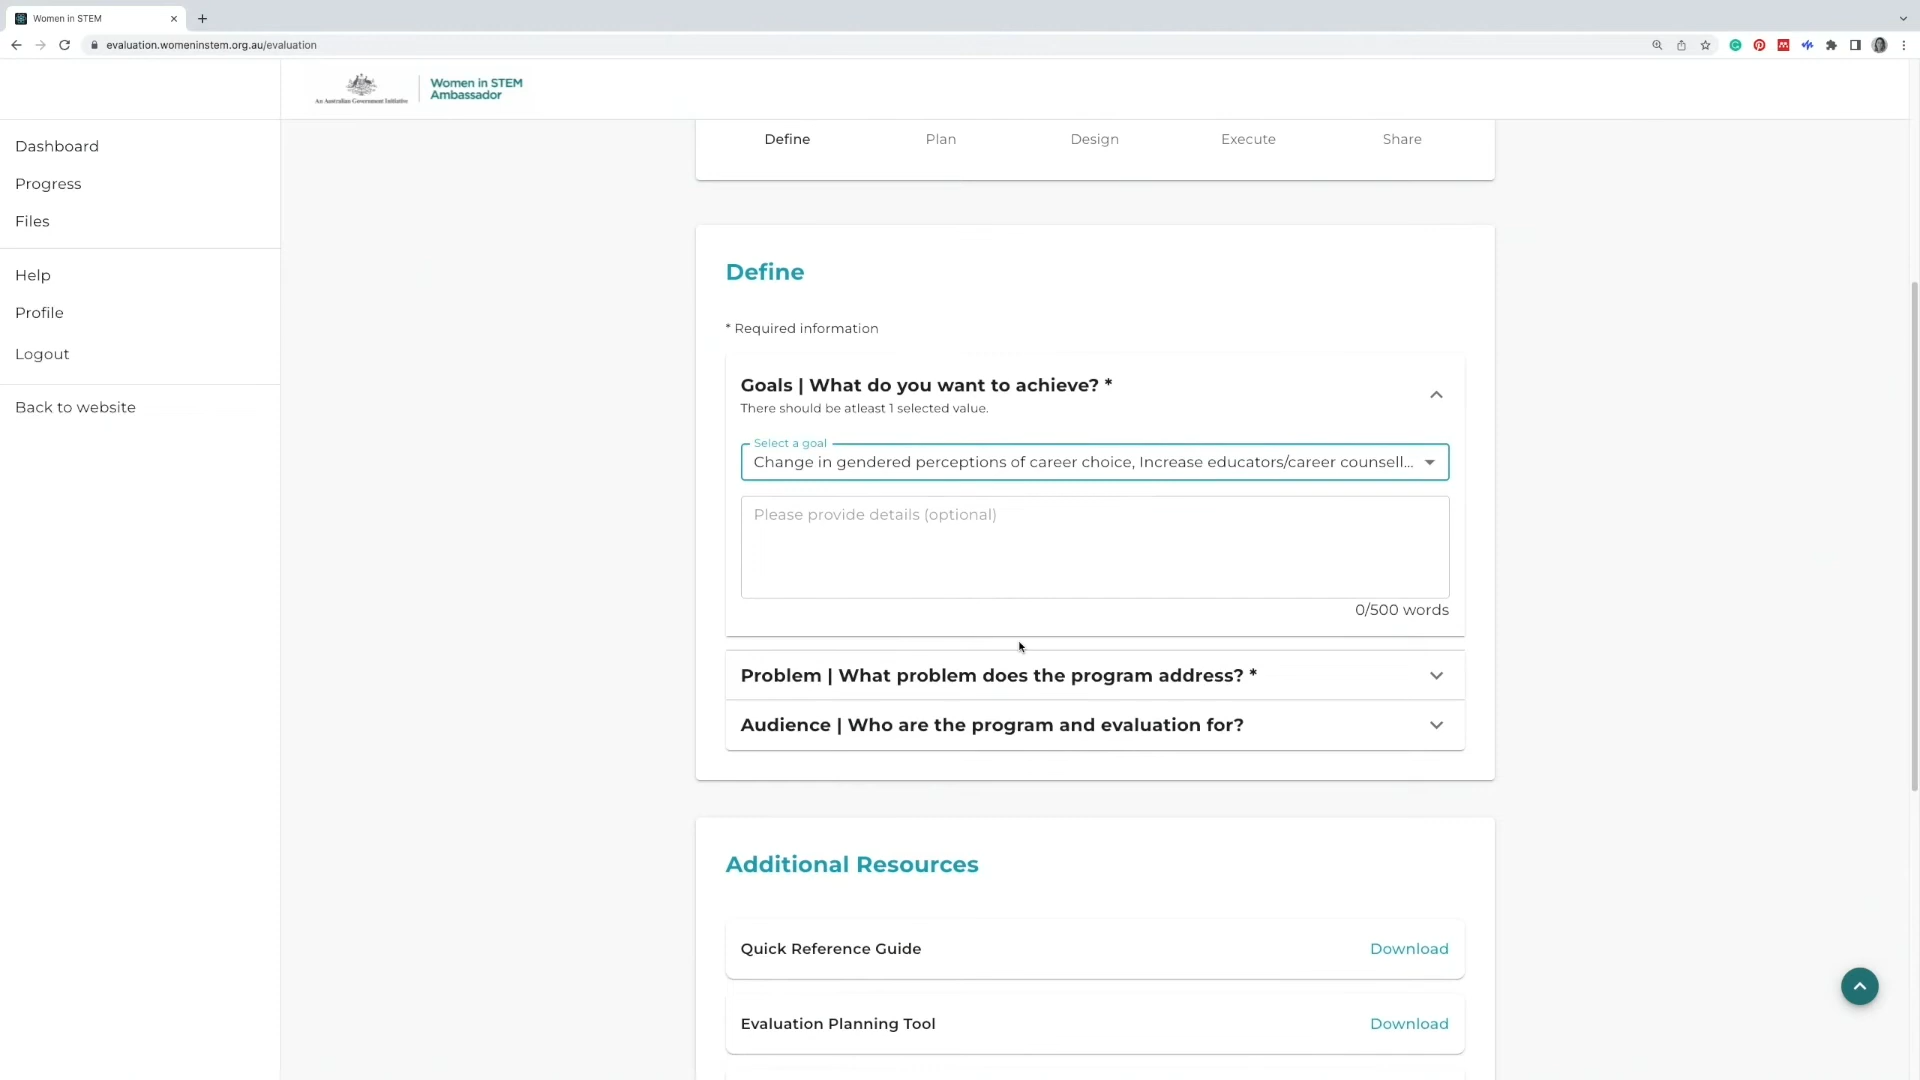 Women in STEM
evaluation.womeninstem.org.au/evaluation
An Australian Government Initiative
Women in STEM
Ambassador
Dashboard
Progress
Files
Help
Profile
Logout
Back to website
Define
Plan
Design
Execute
Share
Define
* Required information
Goals | What do you want to achieve? *
There should be atleast 1 selected value.
Select a goal
Change in gendered perceptions of career choice, Increase educators/career counsell...
Please provide details (optional)
0/500 words
Problem | What problem does the program address? *
Audience | Who are the program and evaluation for?
Additional Resources
Quick Reference Guide
Download
Evaluation Planning Tool
Download